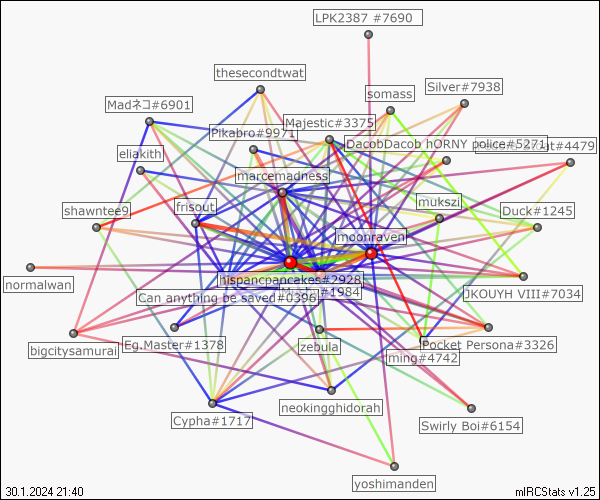 LPK2387 #7690
thesecondtwat
Silver#7938
somass
Madネコ#6901
Majestic#3375
Pikabro#9971
DacobDacob hORNY police#5271
#4479
eliakith
marcemadness
mukszi
shawntee9
frisout
Duck#1245
moonraven
normalwan
hispancpancakes#2928
JKOUYH VIII#7034
#1984
Can anything be saved#0396
bigcitysamurai
Eg.Master#1378
zebula
Pocket Persona#3326
ming#4742
neokingghidorah
Cypha#1717
Swirly Boi#6154
yoshimanden
30.1.2024 21:40
mIRCStats v1.25